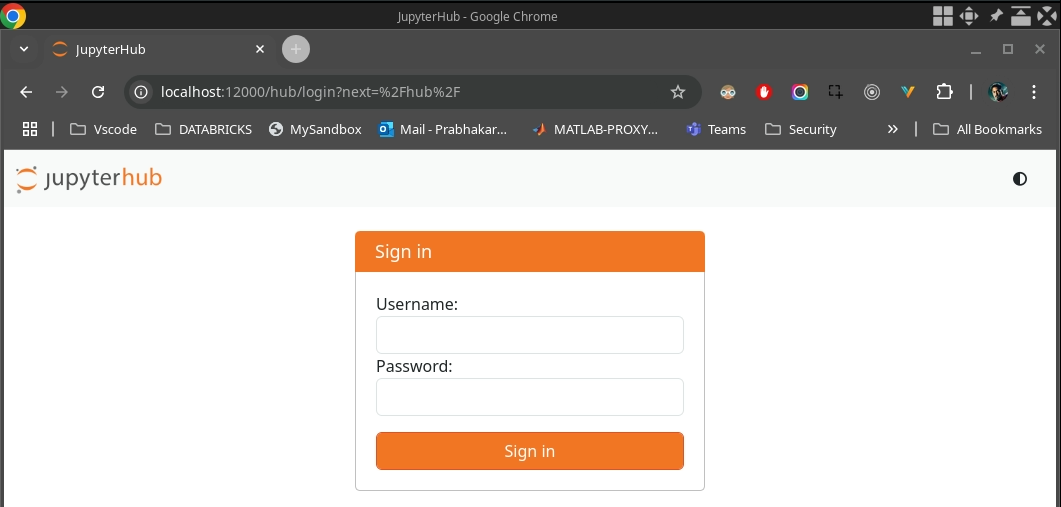 JupyterHub - Google Chrome
JupyterHub
localhost:12000/hub/login?next=%2Fhub%2F
Vscode DATABRICKS MySandbox Mail - Prabhakar... MATLAB-PROXY... Teams Security » All Bookmarks
jupyterhub
Sign in
Username:
Password:
Sign in